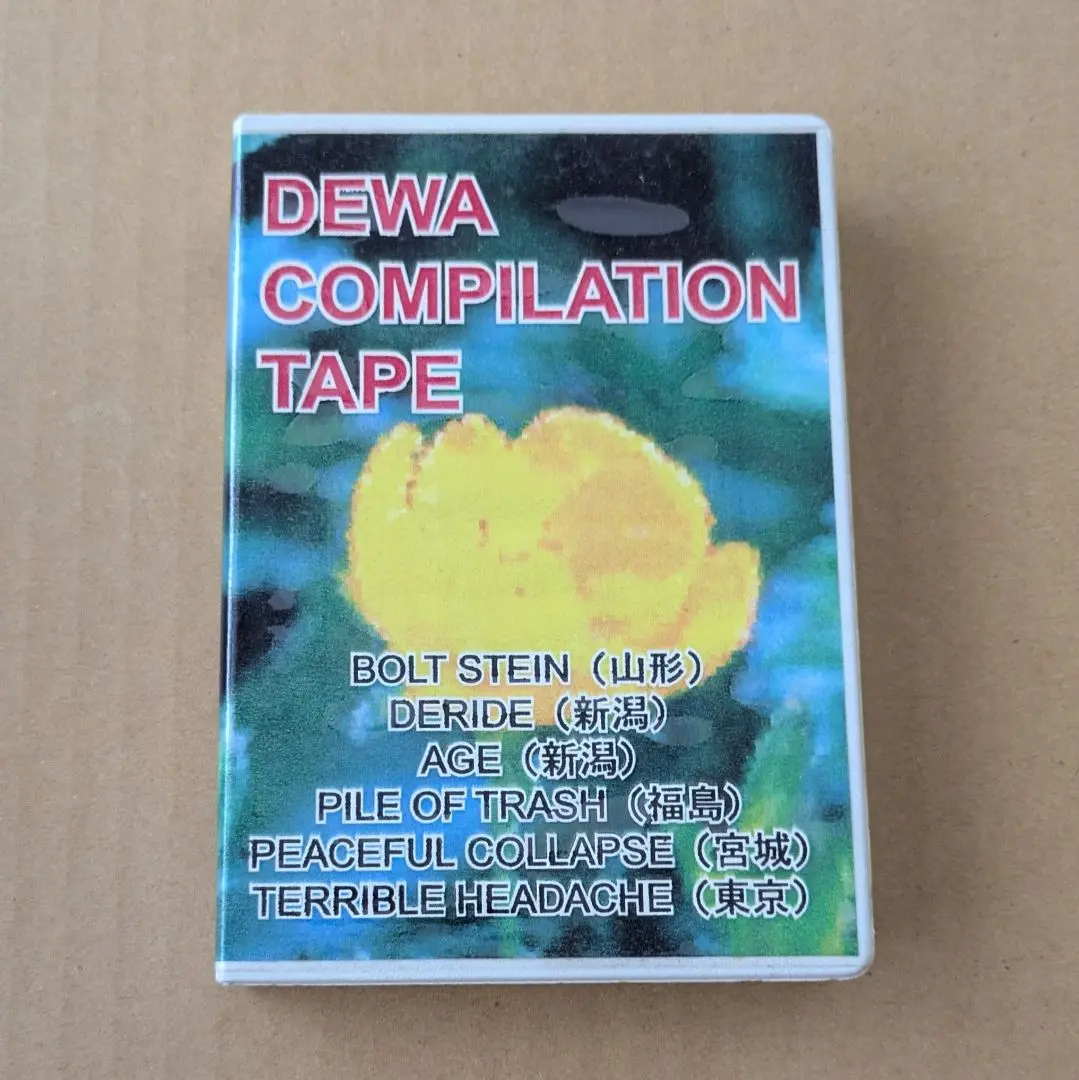 DEWA
COMPILATION
TAPE
BOLT STEIN（山形）
DERIDE（新潟）
AGE（新潟）
PILE OF TRASH（福島）
PEACEFUL COLLAPSE（宮城）
TERRIBLE HEADACHE（東京）